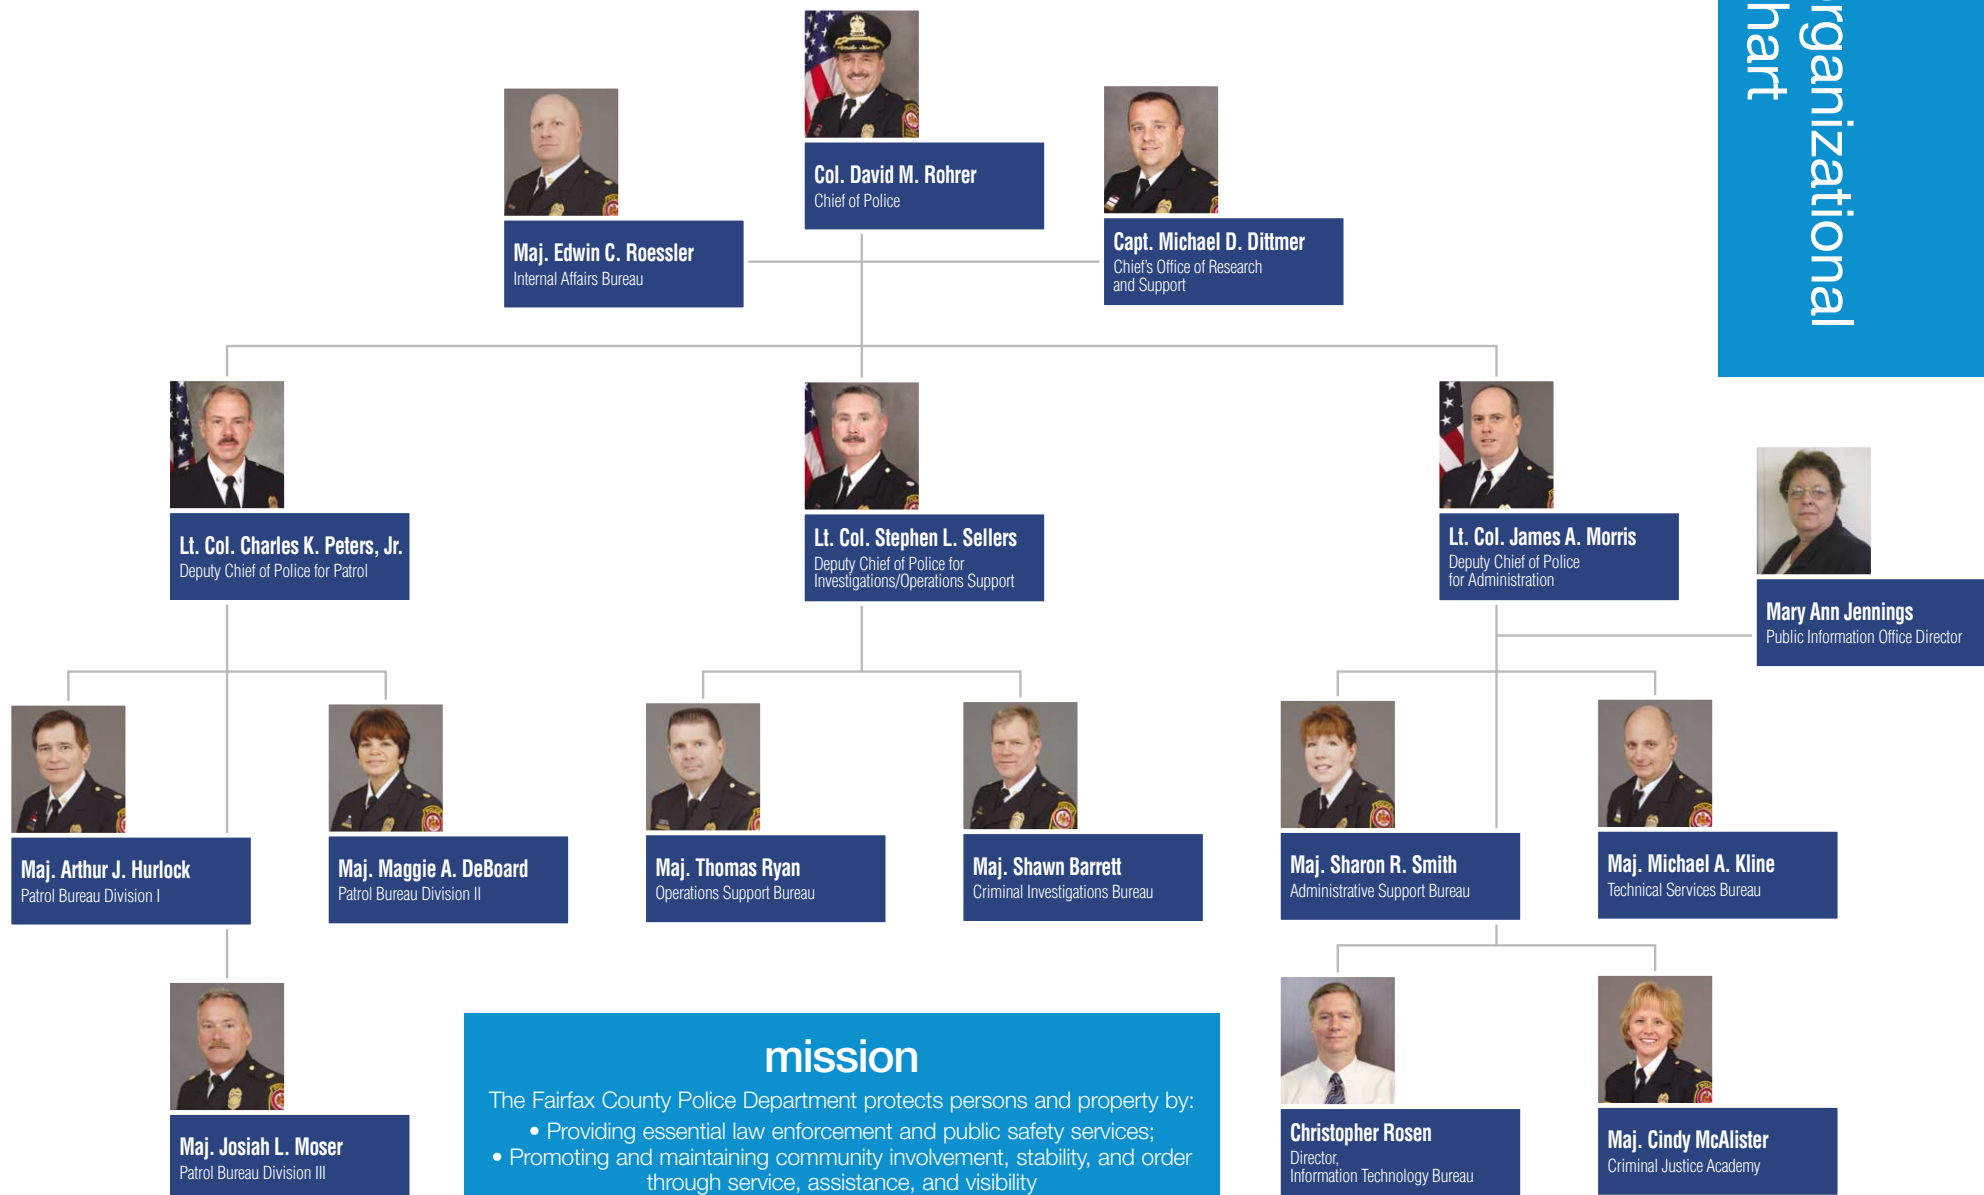 rganizational
hart
Col. David M. Rohrer
Chief of Police
Maj. Edwin C. Roessler
Internal Affairs Bureau
Capt. Michael D. Dittmer
Chief's Office of Research
and Support
Lt. Col. Charles K. Peters, Jr.
Deputy Chief of Police for Patrol
Lt. Col. Stephen L. Sellers
Deputy Chief of Police for
Investigations/Operations Support
Lt. Col. James A. Morris
Deputy Chief of Police
for Administration
Mary Ann Jennings
Public Information Office Director
Maj. Arthur J. Hurlock
Patrol Bureau Division I
Maj. Maggie A. DeBoard
Patrol Bureau Division II
Maj. Thomas Ryan
Operations Support Bureau
Maj. Shawn Barrett
Criminal Investigations Bureau
Maj. Sharon R. Smith
Administrative Support Bureau
Maj. Michael A. Kline
Technical Services Bureau
Maj. Josiah L. Moser
Patrol Bureau Division III
Christopher Rosen
Director,
Information Technology Bureau
Maj. Cindy McAlister
Criminal Justice Academy
mission
The Fairfax County Police Department protects persons and property by:
• Providing essential law enforcement and public safety services;
• Promoting and maintaining community involvement, stability, and order
through service, assistance, and visibility